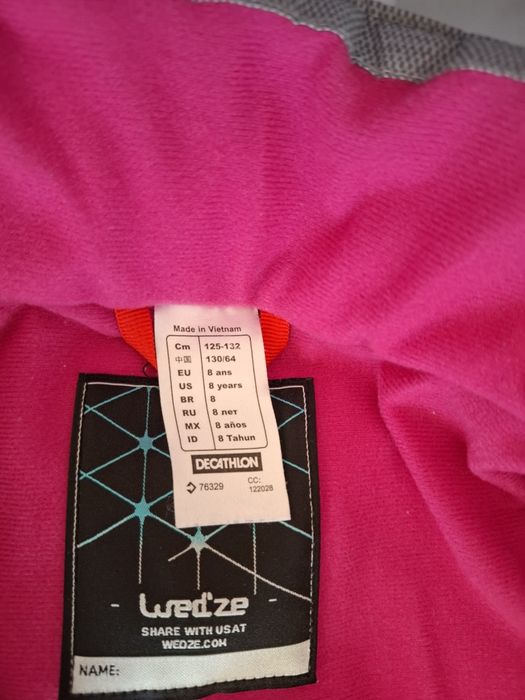 Made in Vietnam
Cm 125-132
中国 130/64
EU 8 ans
US 8 years
BR 8
RU 8 лет
MX 8 años
ID 8 Tahun
DECATHLON
76329 CC: 122028
Wed'ze
SHARE WITH US AT
WEDZE.COM
NAME: